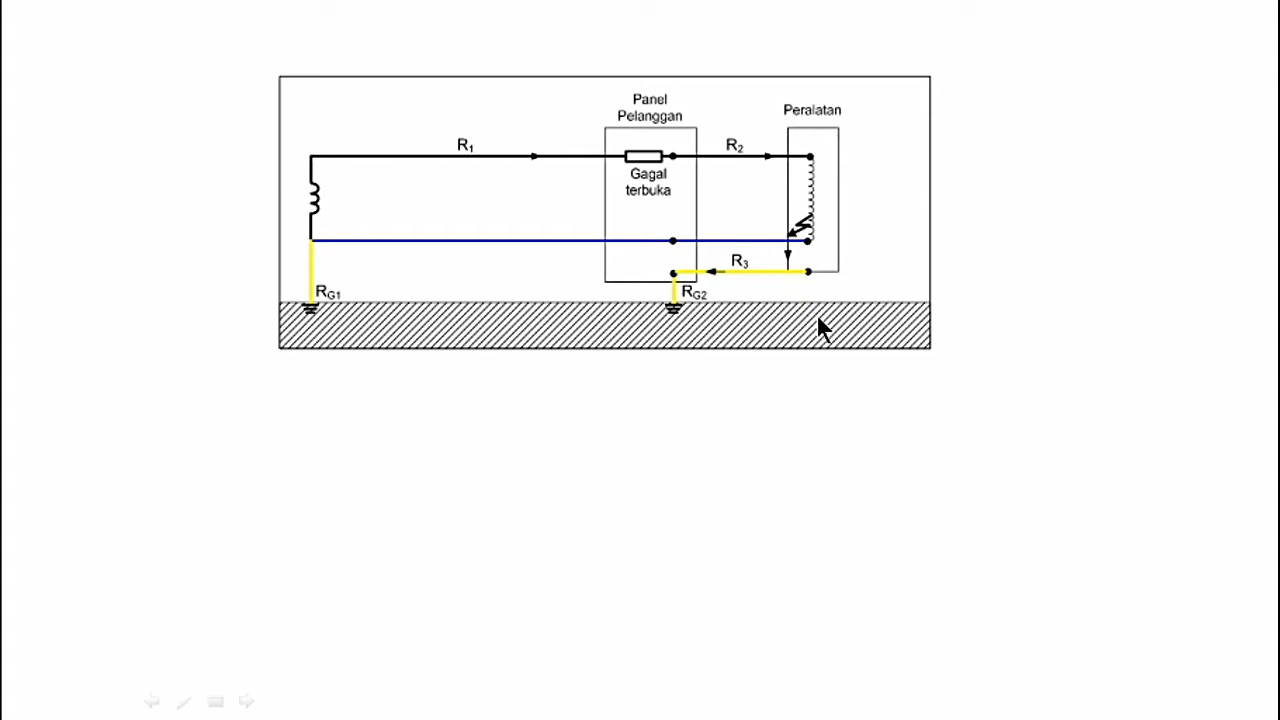 Panel
Pelanggan
Peralatan
R1
R2
Gagal
terbuka
R3
RG1
RG2